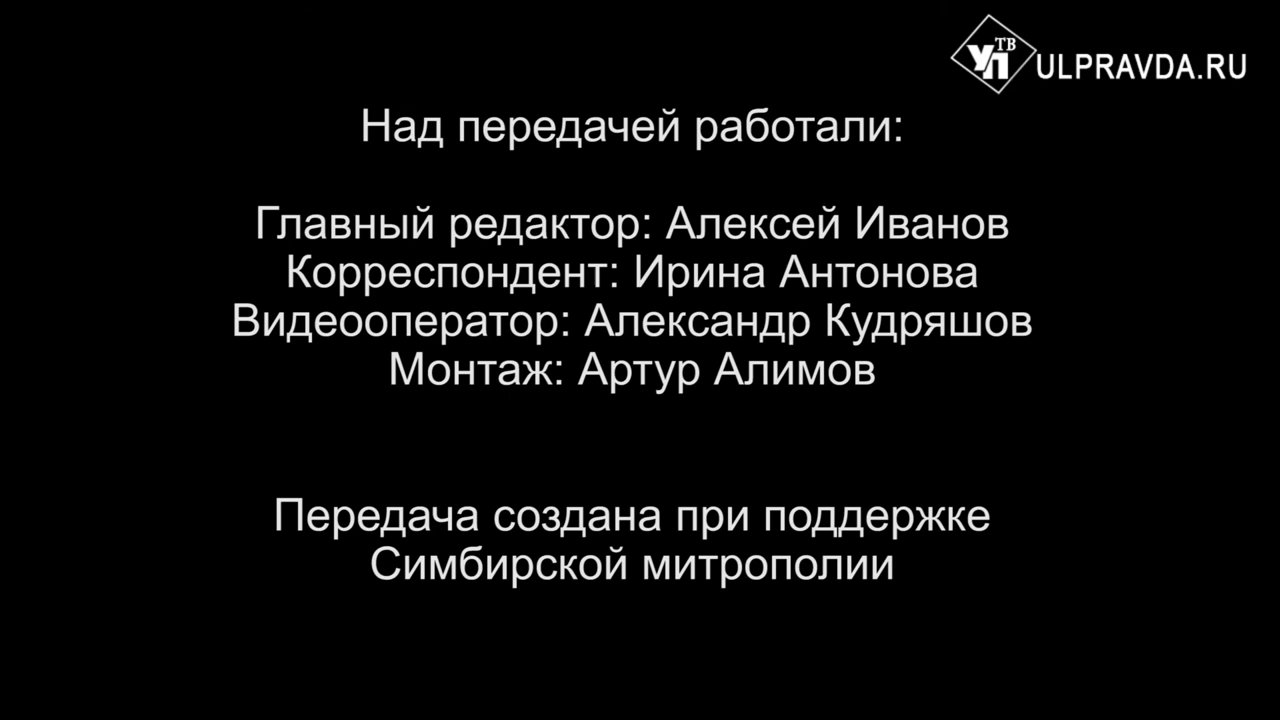 УП ТВ ULPRAVDA.RU
Над передачей работали:
Главный редактор: Алексей Иванов
Корреспондент: Ирина Антонова
Видеооператор: Александр Кудряшов
Монтаж: Артур Алимов
Передача создана при поддержке
Симбирской митрополии